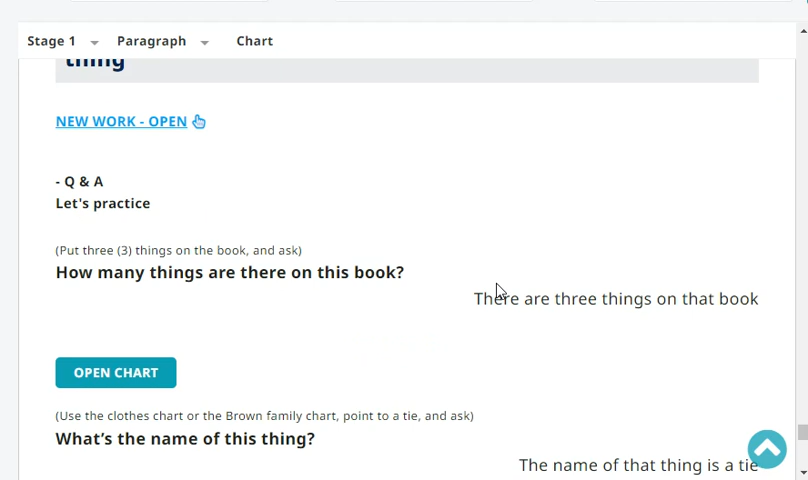 Stage 1 Paragraph Chart
thing
NEW WORK - OPEN
- Q & A
Let's practice
(Put three (3) things on the book, and ask)
How many things are there on this book?
There are three things on that book
OPEN CHART
(Use the clothes chart or the Brown family chart, point to a tie, and ask)
What's the name of this thing?
The name of that thing is a tie